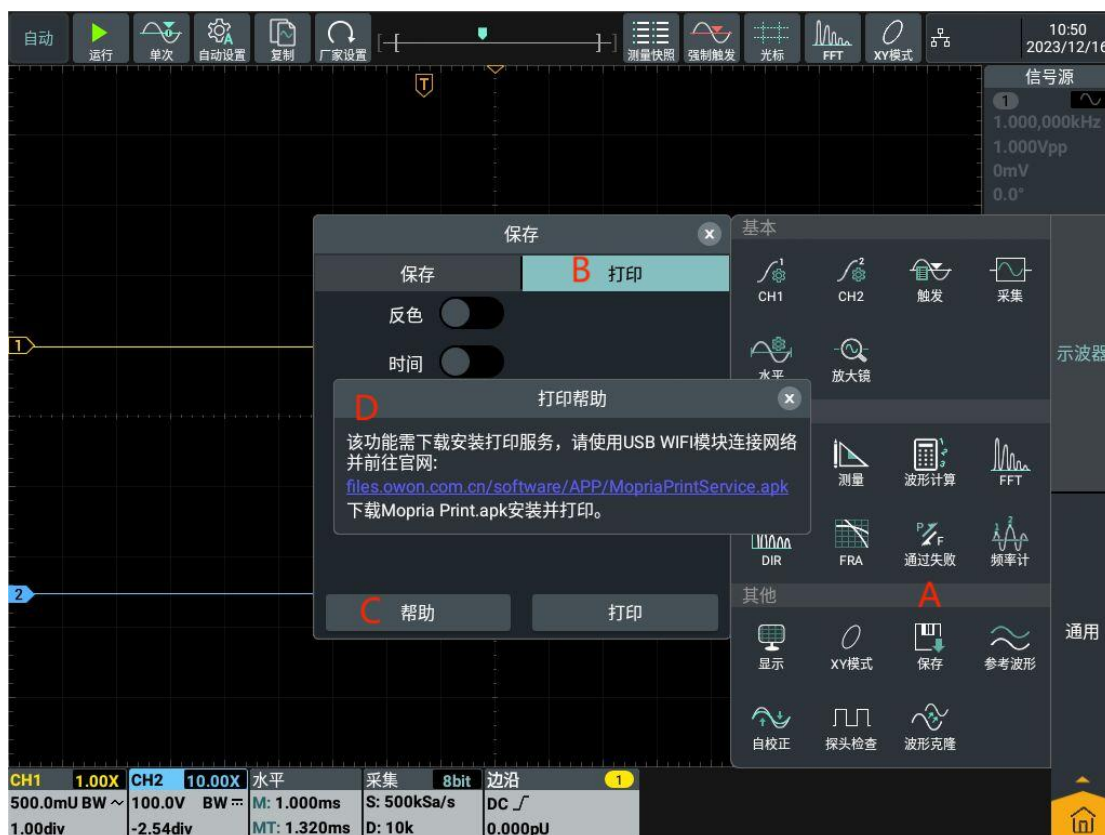 自动
运行
单次
自动设置
复制
厂家设置
T
测量快照
强制触发
光标
FFT
XY模式
10:50
2023/12/16
信号源
1
1.000,000kHz
1.000Vpp
0mV
0.0°
保存
保存
B 打印
反色
时间
D
打印帮助
该功能需下载安装打印服务，请使用USB WIFI模块连接网络
并前往官网:
files.owon.com.cn/software/APP/MopriaPrintService.apk
下载Mopria Print.apk安装并打印。
C 帮助
打印
基本
CH1
CH2
触发
采集
水平
放大镜
测量
波形计算
FFT
DIR
FRA
通过失败
频率计
其他
A
显示
XY模式
保存
参考波形
自校正
探头检查
波形克隆
示波器
通用
1
2
CH1 1.00X
500.0mU BW
1.00div
CH2 10.00X
100.0V BW
-2.54div
水平
M: 1.000ms
MT: 1.320ms
采集 8bit
S: 500kSa/s
D: 10k
边沿 1
DC
0.000pU